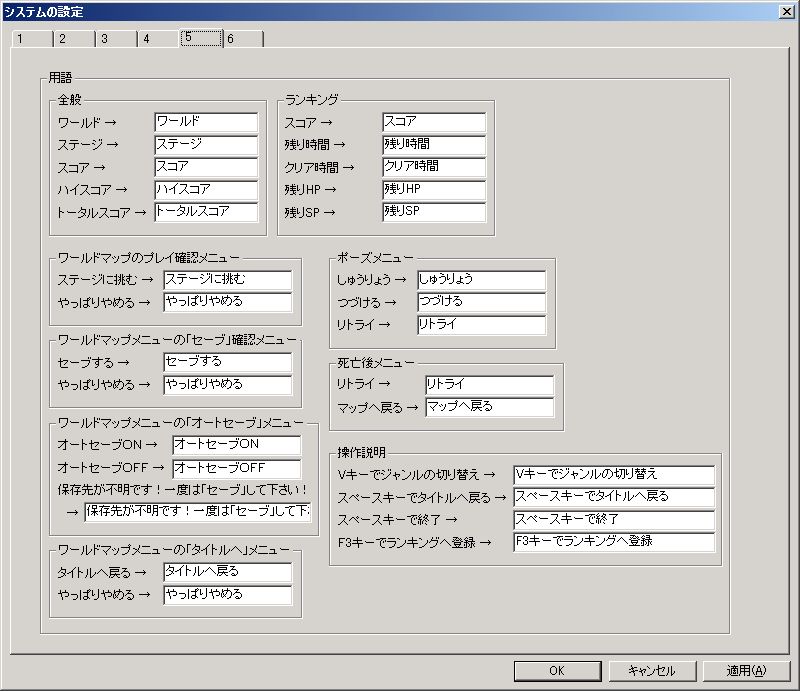 システムの設定
1 2 3 4 5 6
用語
全般
ワールド → ワールド
ステージ → ステージ
スコア → スコア
ハイスコア → ハイスコア
トータルスコア → トータルスコア
ランキング
スコア → スコア
残り時間 → 残り時間
クリア時間 → クリア時間
残りHP → 残りHP
残りSP → 残りSP
ワールドマップのプレイ確認メニュー
ステージに挑む → ステージに挑む
やっぱりやめる → やっぱりやめる
ワールドマップメニューの「セーブ」確認メニュー
セーブする → セーブする
やっぱりやめる → やっぱりやめる
ワールドマップメニューの「オートセーブ」メニュー
オートセーブON → オートセーブON
オートセーブOFF → オートセーブOFF
保存先が不明です！一度は「セーブ」して下さい！
→ 保存先が不明です！一度は「セーブ」して下
ワールドマップメニューの「タイトルへ」メニュー
タイトルへ戻る → タイトルへ戻る
やっぱりやめる → やっぱりやめる
ポーズメニュー
しゅうりょう → しゅうりょう
つづける → つづける
リトライ → リトライ
死亡後メニュー
リトライ → リトライ
マップへ戻る → マップへ戻る
操作説明
Vキーでジャンルの切り替え → Vキーでジャンルの切り替え
スペースキーでタイトルへ戻る → スペースキーでタイトルへ戻る
スペースキーで終了 → スペースキーで終了
F3キーでランキングへ登録 → F3キーでランキングへ登録
OK キャンセル 適用(A)